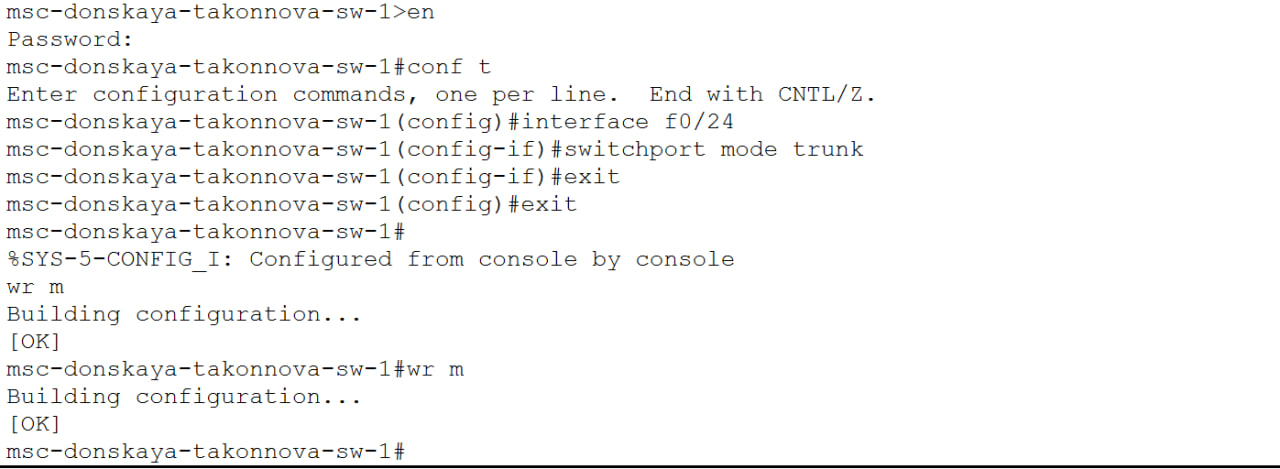 msc-donskaya-takonnova-sw-1>en
Password:
msc-donskaya-takonnova-sw-1#conf t
Enter configuration commands, one per line.  End with CNTL/Z.
msc-donskaya-takonnova-sw-1(config)#interface f0/24
msc-donskaya-takonnova-sw-1(config-if)#switchport mode trunk
msc-donskaya-takonnova-sw-1(config-if)#exit
msc-donskaya-takonnova-sw-1(config)#exit
msc-donskaya-takonnova-sw-1#
%SYS-5-CONFIG_I: Configured from console by console
wr m
Building configuration...
[OK]
msc-donskaya-takonnova-sw-1#wr m
Building configuration...
[OK]
msc-donskaya-takonnova-sw-1#